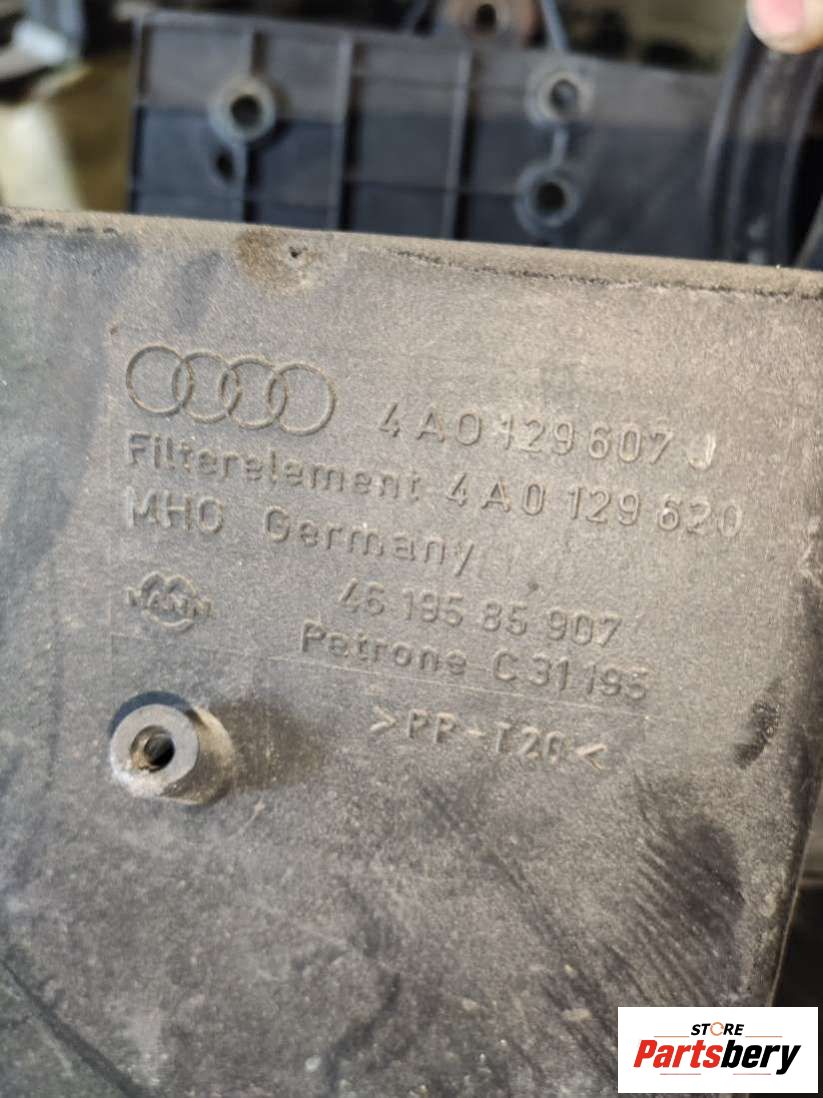 4A0 129 607 J
Filterelement 4A0 129 620
MHG Germany
MANN
46 195 85 907
Patrone C 31 195
>PP-T20<
STORE
Partsbery